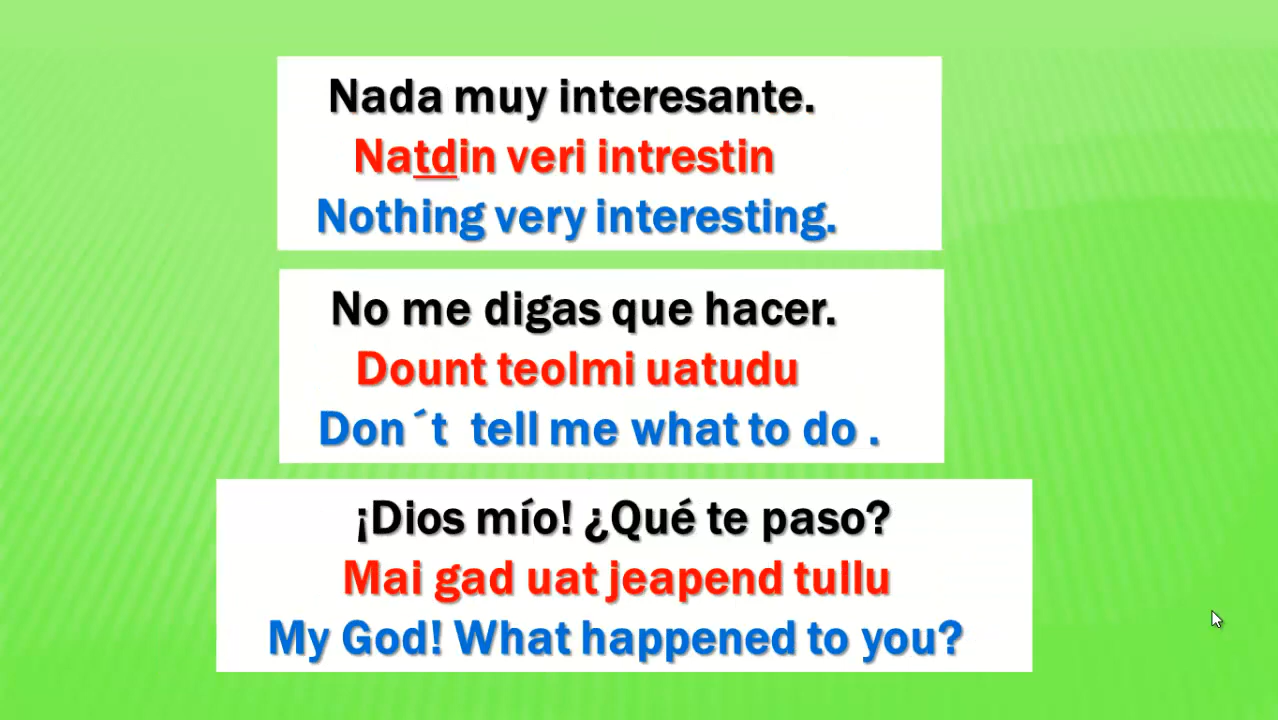 Nada muy interesante.
Natdin veri intrestin
Nothing very interesting.
No me digas que hacer.
Dount teolmi uatudu
Don´t tell me what to do .
¡Dios mío! ¿Qué te paso?
Mai gad uat jeapend tullu
My God! What happened to you?